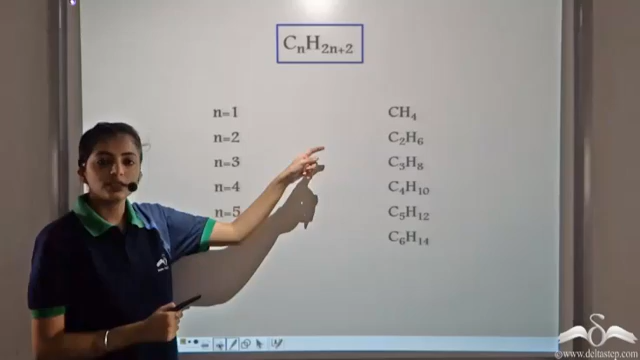 CₙH₂ₙ₊₂
n=1 CH₄
n=2 C₂H₆
n=3 C₃H₈
n=4 C₄H₁₀
n=5 C₅H₁₂
C₆H₁₄
©www.deltastep.com